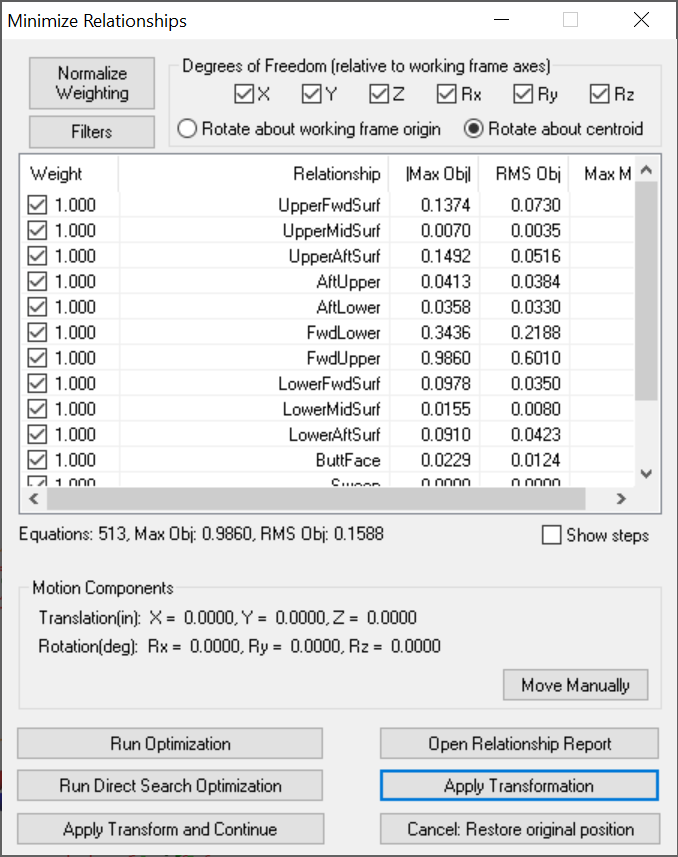 Minimize Relationships
Normalize
Weighting
Filters
Degrees of Freedom (relative to working frame axes)
X Y Z Rx Ry Rz
Rotate about working frame origin Rotate about centroid
Weight Relationship |Max Obj| RMS Obj Max M
1.000 UpperFwdSurf 0.1374 0.0730
1.000 UpperMidSurf 0.0070 0.0035
1.000 UpperAftSurf 0.1492 0.0516
1.000 AftUpper 0.0413 0.0384
1.000 AftLower 0.0358 0.0330
1.000 FwdLower 0.3436 0.2188
1.000 FwdUpper 0.9860 0.6010
1.000 LowerFwdSurf 0.0978 0.0350
1.000 LowerMidSurf 0.0155 0.0080
1.000 LowerAftSurf 0.0910 0.0423
1.000 ButtFace 0.0229 0.0124
1.000 Sweep 0.0000 0.0000
Equations: 513, Max Obj: 0.9860, RMS Obj: 0.1588
Show steps
Motion Components
Translation(in): X = 0.0000, Y = 0.0000, Z = 0.0000
Rotation(deg): Rx = 0.0000, Ry = 0.0000, Rz = 0.0000
Move Manually
Run Optimization
Open Relationship Report
Run Direct Search Optimization
Apply Transformation
Apply Transform and Continue
Cancel: Restore original position